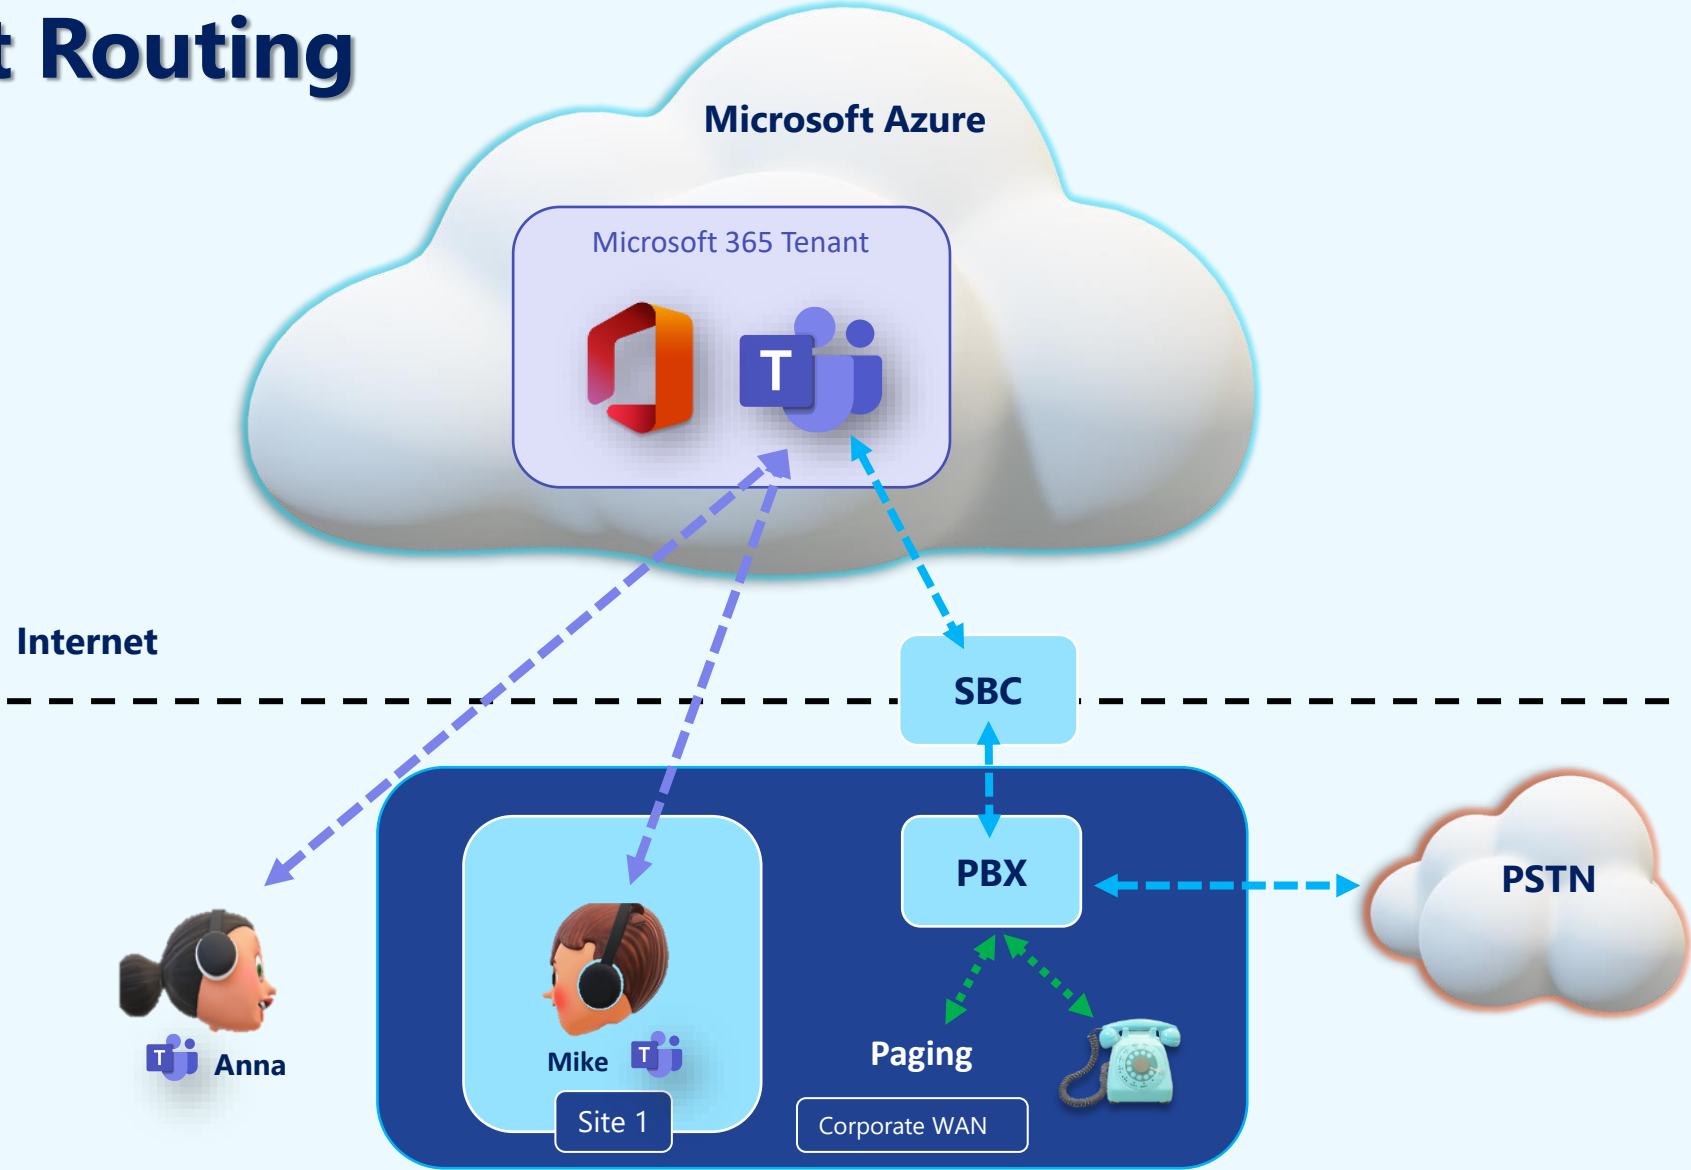 t Routing
Microsoft Azure
Microsoft 365 Tenant
T
Internet
SBC
PBX
PSTN
T
Anna
Mike
T
Paging
Site 1
Corporate WAN